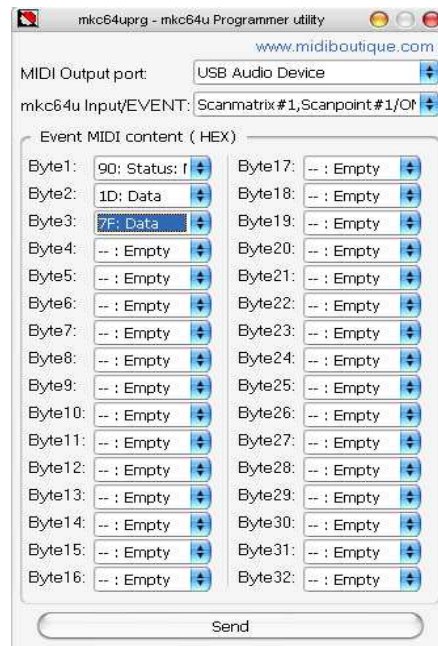 mkc64uprg - mkc64u Programmer utility
www.midiboutique.com
MIDI Output port: USB Audio Device
mkc64u Input/EVENT: Scanmatrix #1,Scanpoint #1/
Event MIDI content ( HEX)
Byte1: 90: Status: Byte17: -- : Empty
Byte2: 1D: Data Byte18: -- : Empty
Byte3: 7F: Data Byte19: -- : Empty
Byte4: -- : Empty Byte20: -- : Empty
Byte5: -- : Empty Byte21: -- : Empty
Byte6: -- : Empty Byte22: -- : Empty
Byte7: -- : Empty Byte23: -- : Empty
Byte8: -- : Empty Byte24: -- : Empty
Byte9: -- : Empty Byte25: -- : Empty
Byte10: -- : Empty Byte26: -- : Empty
Byte11: -- : Empty Byte27: -- : Empty
Byte12: -- : Empty Byte28: -- : Empty
Byte13: -- : Empty Byte29: -- : Empty
Byte14: -- : Empty Byte30: -- : Empty
Byte15: -- : Empty Byte31: -- : Empty
Byte16: -- : Empty Byte32: -- : Empty
Send